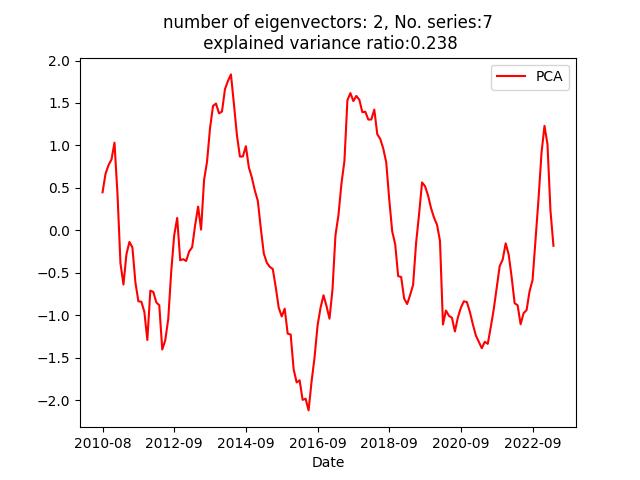 number of eigenvectors: 2, No. series:7
explained variance ratio:0.238
PCA
2.0
1.5
1.0
0.5
0.0
−0.5
−1.0
−1.5
−2.0
2010-08 2012-09 2014-09 2016-09 2018-09 2020-09 2022-09
Date